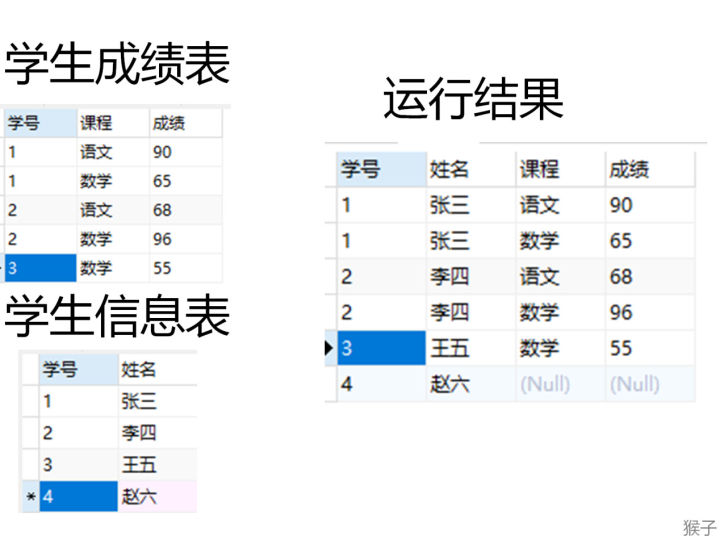 学生成绩表
学号 课程 成绩
1 语文 90
1 数学 65
2 语文 68
2 数学 96
3 数学 55
学生信息表
学号 姓名
1 张三
2 李四
3 王五
* 4 赵六
运行结果
学号 姓名 课程 成绩
1 张三 语文 90
1 张三 数学 65
2 李四 语文 68
2 李四 数学 96
3 王五 数学 55
4 赵六 (Null) (Null)
猴子